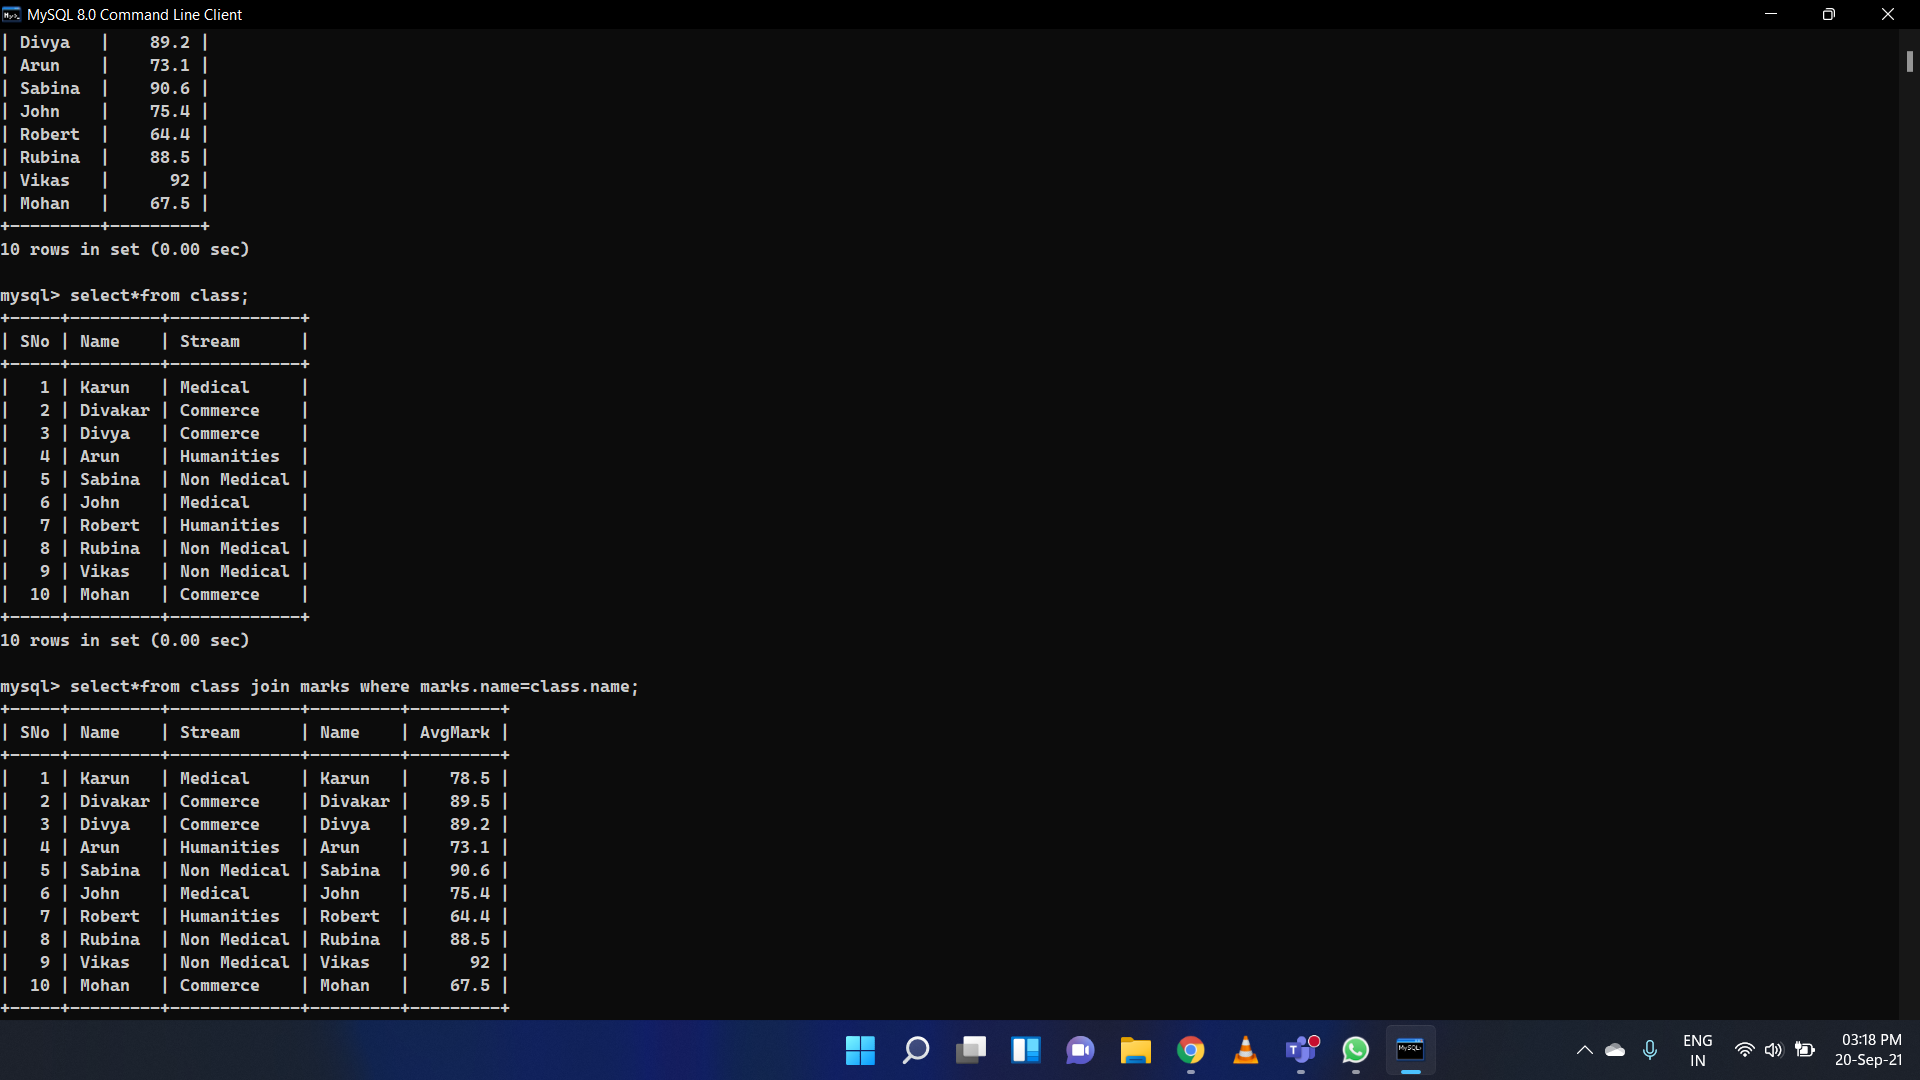 MySQL 8.0 Command Line Client
| Divya   |    89.2 |
| Arun    |    73.1 |
| Sabina  |    90.6 |
| John    |    75.4 |
| Robert  |    64.4 |
| Rubina  |    88.5 |
| Vikas   |      92 |
| Mohan   |    67.5 |
+---------+---------+
10 rows in set (0.00 sec)
mysql> select*from class;
+-----+---------+-------------+
| SNo | Name    | Stream      |
+-----+---------+-------------+
|   1 | Karun   | Medical     |
|   2 | Divakar | Commerce    |
|   3 | Divya   | Commerce    |
|   4 | Arun    | Humanities  |
|   5 | Sabina  | Non Medical |
|   6 | John    | Medical     |
|   7 | Robert  | Humanities  |
|   8 | Rubina  | Non Medical |
|   9 | Vikas   | Non Medical |
|  10 | Mohan   | Commerce    |
+-----+---------+-------------+
10 rows in set (0.00 sec)
mysql> select*from class join marks where marks.name=class.name;
+-----+---------+-------------+---------+---------+
| SNo | Name    | Stream      | Name    | AvgMark |
+-----+---------+-------------+---------+---------+
|   1 | Karun   | Medical     | Karun   |    78.5 |
|   2 | Divakar | Commerce    | Divakar |    89.5 |
|   3 | Divya   | Commerce    | Divya   |    89.2 |
|   4 | Arun    | Humanities  | Arun    |    73.1 |
|   5 | Sabina  | Non Medical | Sabina  |    90.6 |
|   6 | John    | Medical     | John    |    75.4 |
|   7 | Robert  | Humanities  | Robert  |    64.4 |
|   8 | Rubina  | Non Medical | Rubina  |    88.5 |
|   9 | Vikas   | Non Medical | Vikas   |      92 |
|  10 | Mohan   | Commerce    | Mohan   |    67.5 |
+-----+---------+-------------+---------+---------+
ENG
IN
03:18 PM
20-Sep-21